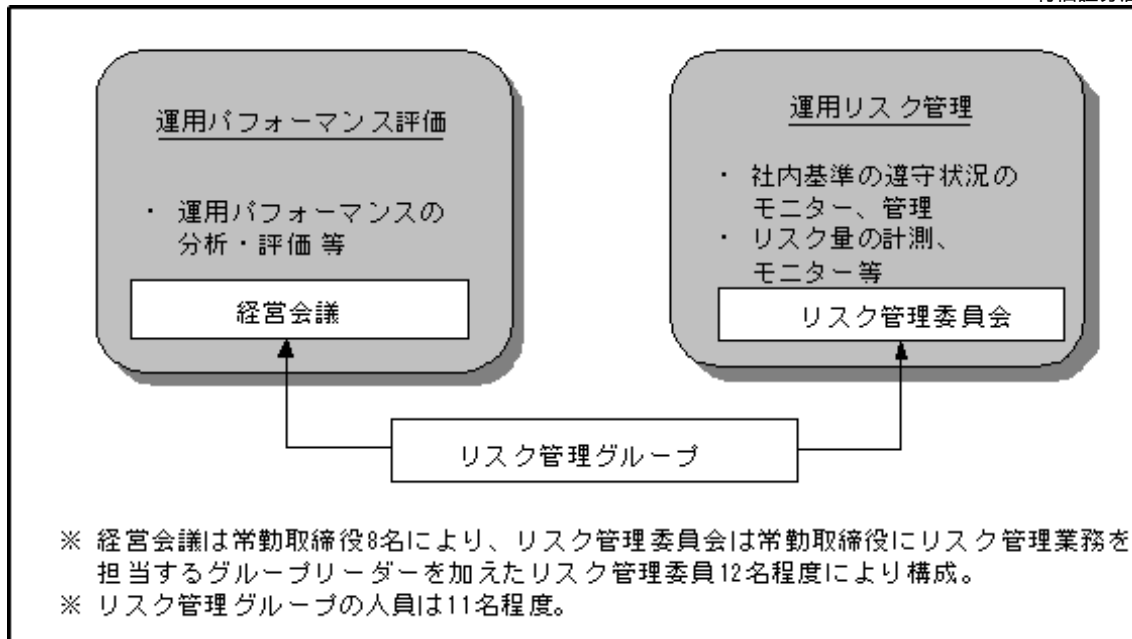 運用パフォーマンス評価
・ 運用パフォーマンスの
分析・評価 等
経営会議
運用リスク管理
・ 社内基準の遵守状況の
モニター、管理
・ リスク量の計測、
モニター等
リスク管理委員会
リスク管理グループ
※ 経営会議は常勤取締役8名により、リスク管理委員会は常勤取締役にリスク管理業務を
担当するグループリーダーを加えたリスク管理委員12名程度により構成。
※ リスク管理グループの人員は11名程度。